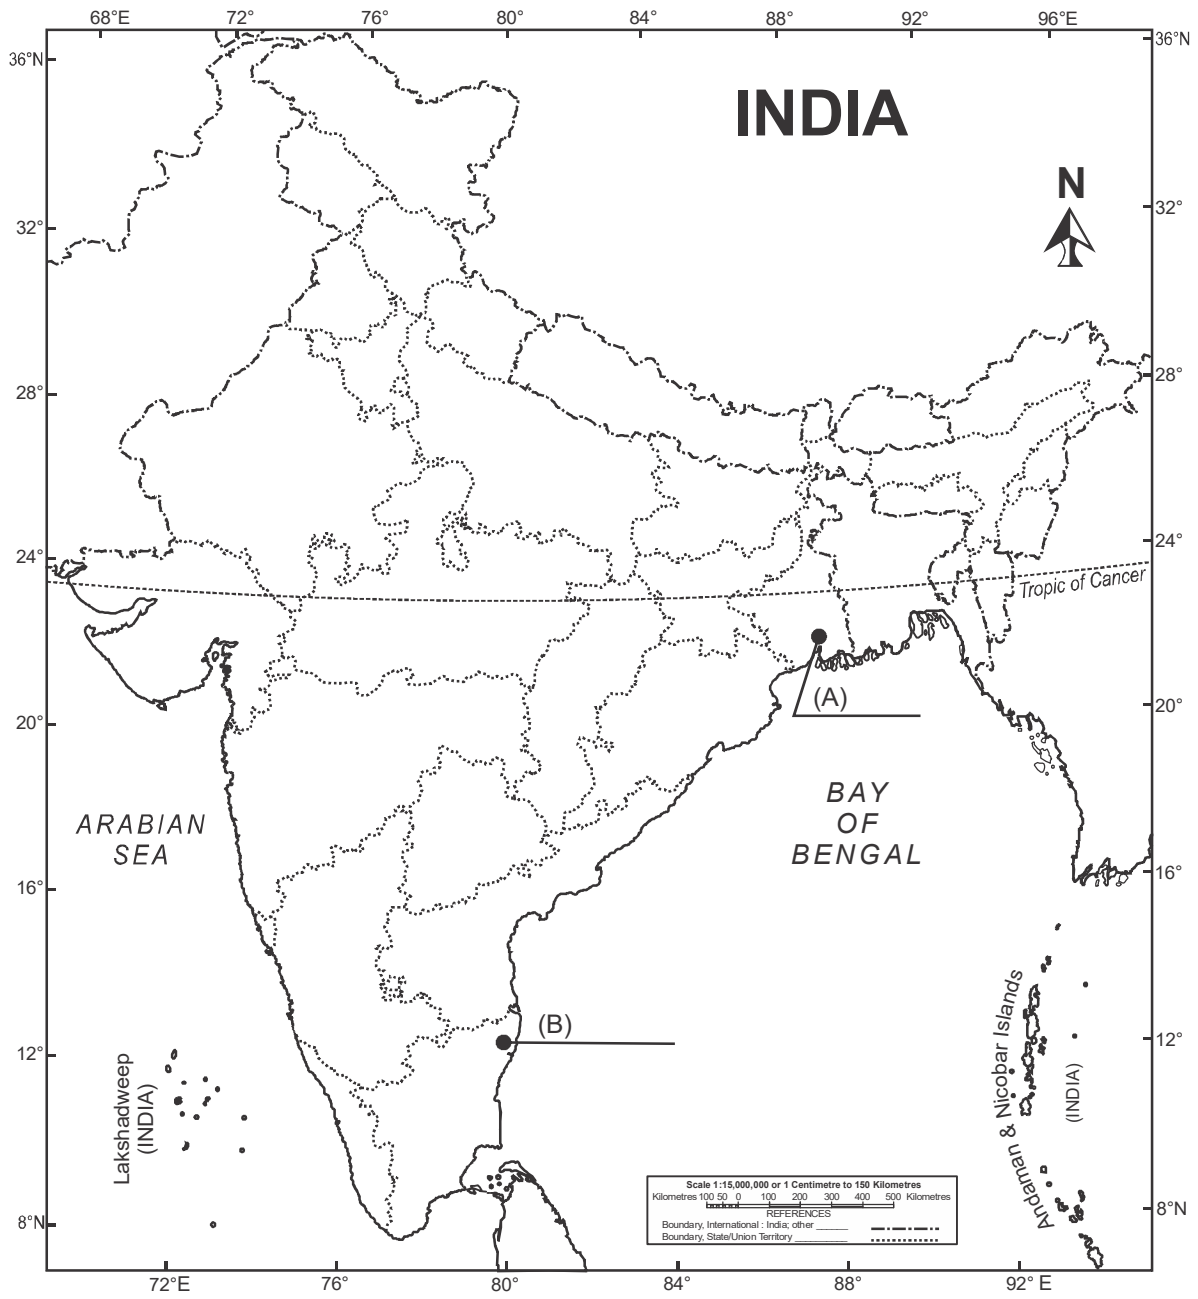 68°E 72° 76° 80° 84° 88° 92° 96°E
36°N 36°N
INDIA
N
32° 32°
28° 28°
24° 24°
Tropic of Cancer
(A)
20° 20°
ARABIAN
SEA
BAY
OF
BENGAL
16° 16°
(B)
12° 12°
Lakshadweep
(INDIA)
Andaman & Nicobar Islands
(INDIA)
Scale 1:15,000,000 or 1 Centimetre to 150 Kilometres
Kilometres 100 50 0 100 200 300 400 500 Kilometres
REFERENCES
Boundary, International : India; other ______
Boundary, State/Union Territory __________
8°N 8°N
72°E 76° 80° 84° 88° 92° E